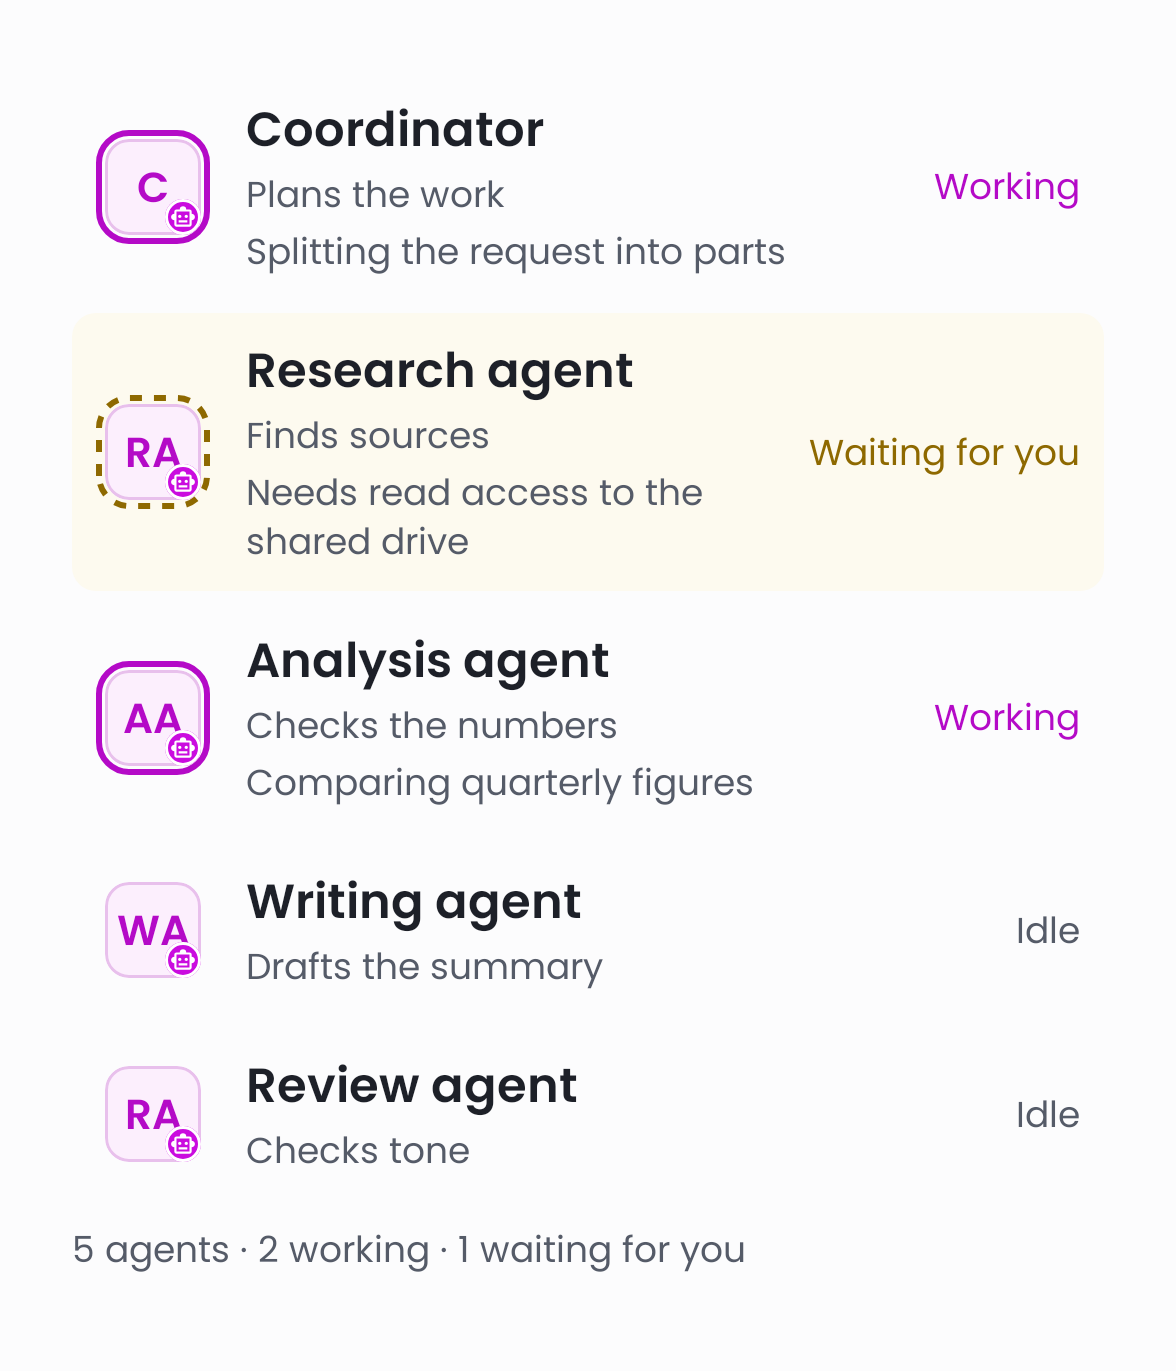 Coordinator
C
Plans the work
Working
Splitting the request into parts
Research agent
Finds sources
RA
Waiting for you
Needs read access to the
shared drive
Analysis agent
AA
Checks the numbers
Working
Comparing quarterly figures
Writing agent
WA
Idle
Drafts the summary
Review agent
RA
Idle
Checks tone
5 agents · 2 working · 1 waiting for you